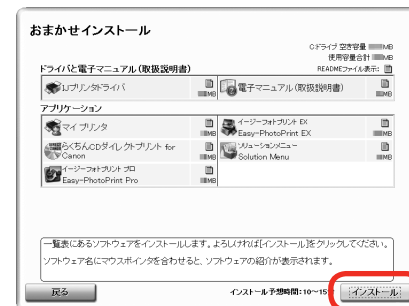 おまかせインストール
Cドライブ 空き容量 MB
使用容量合計 MB
ドライバと電子マニュアル(取扱説明書)
READMEファイル表示:
IJプリンタドライバ
MB
電子マニュアル(取扱説明書)
MB
アプリケーション
マイ プリンタ
MB
イージーフォトプリント EX
Easy-PhotoPrint EX
MB
らくちんCDダイレクトプリント for
Canon
MB
ソリューションメニュー
Solution Menu
MB
イージーフォトプリント プロ
Easy-PhotoPrint Pro
MB
一覧表にあるソフトウェアをインストールします。よろしければ[インストール]をクリックしてください。
ソフトウェア名にマウスポインタを合わせると、ソフトウェアの紹介が表示されます。
戻る
インストール予想時間:10〜15
インストール